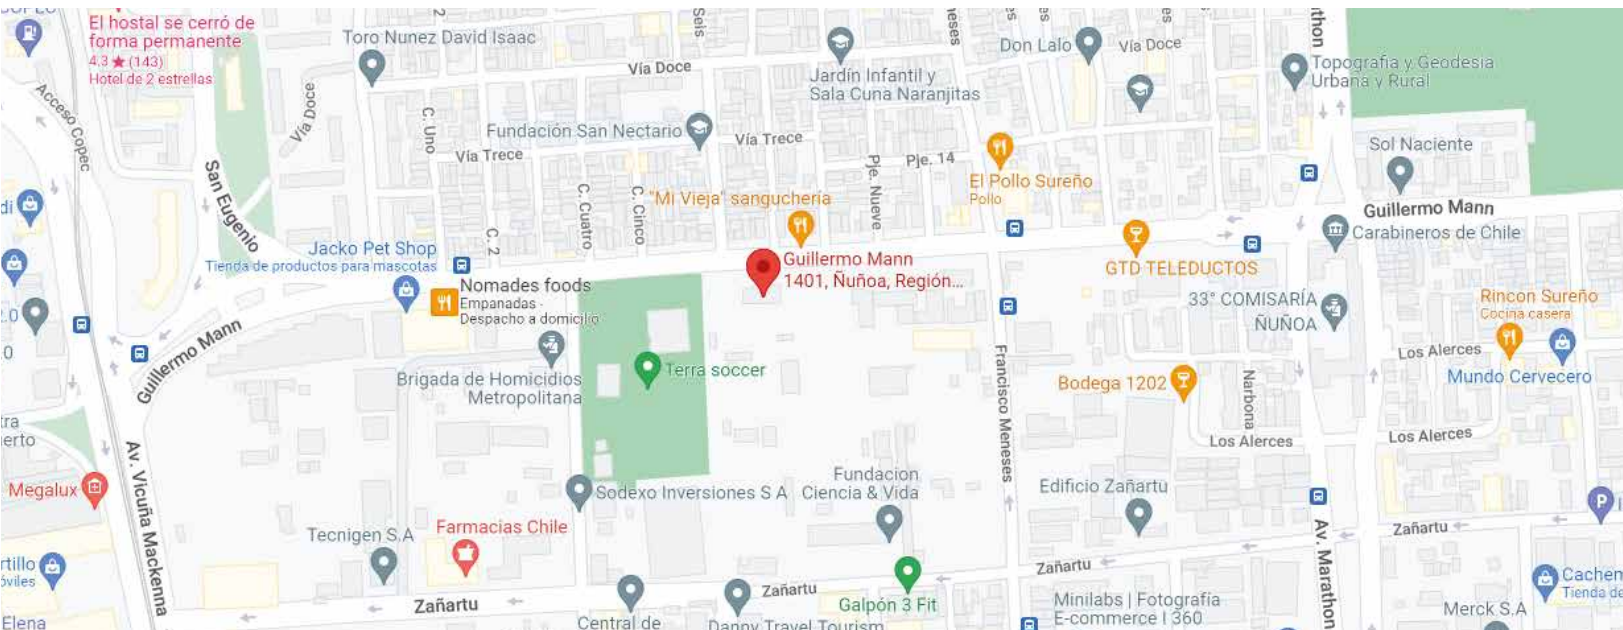 El hostal se cerró de
forma permanente
4.3 ★ (143)
Hotel de 2 estrellas
Toro Nunez David Isaac
Seis
Vía Doce
Jardín Infantil y
Sala Cuna Naranjitas
Don Lalo
Vía Doce
Topografia y Geodesia
Urbana y Rural
Acceso Copec
Vía Doce
C. Uno
Fundación San Nectario
Vía Trece
Vía Trece
Pje. Nueve
Pje. 14
El Pollo Sureño
Pollo
Sol Naciente
San Eugenio
C. Cuatro
C. Cinco
"Mi Vieja" sangucheria
Guillermo Mann
Carabineros de Chile
C. 2
Jacko Pet Shop
Tienda de productos para mascotas
Guillermo Mann
1401, Ñuñoa, Región...
GTD TELEDUCTOS
Nomades foods
Empanadas ·
Despacho a domicilio
33° COMISARÍA
ÑUÑOA
Rincon Sureño
Cocina casera
Guillermo Mann
Brigada de Homicidios
Metropolitana
Terra soccer
Francisco Meneses
Bodega 1202
Narbona
Los Alerces
Mundo Cervecero
Los Alerces
Los Alerces
Av. Vicuña Mackenna
Megalux
Sodexo Inversiones S A
Fundacion
Ciencia & Vida
Edificio Zañartu
P
Tecnigen S.A
Farmacias Chile
Av. Marathon
Zañartu
Zañartu
Zañartu
Zañartu
Galpón 3 Fit
Minilabs | Fotografía
E-commerce | 360
Merck S.A
Cachem
Tienda de
Central de
Danny Travel Tourism
Elena